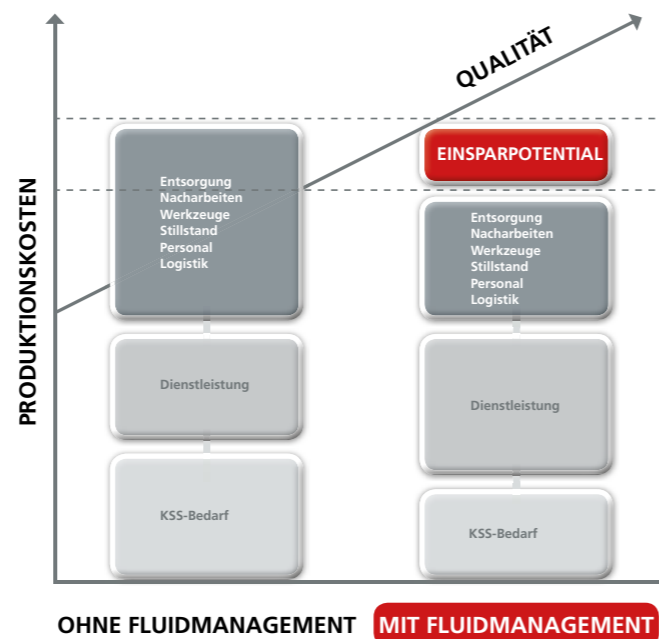 QUALITÄT
PRODUKTIONSKOSTEN
Entsorgung
Nacharbeiten
Werkzeuge
Stillstand
Personal
Logistik
Dienstleistung
KSS-Bedarf
EINSPARPOTENTIAL
Entsorgung
Nacharbeiten
Werkzeuge
Stillstand
Personal
Logistik
Dienstleistung
KSS-Bedarf
OHNE FLUIDMANAGEMENT
MIT FLUIDMANAGEMENT